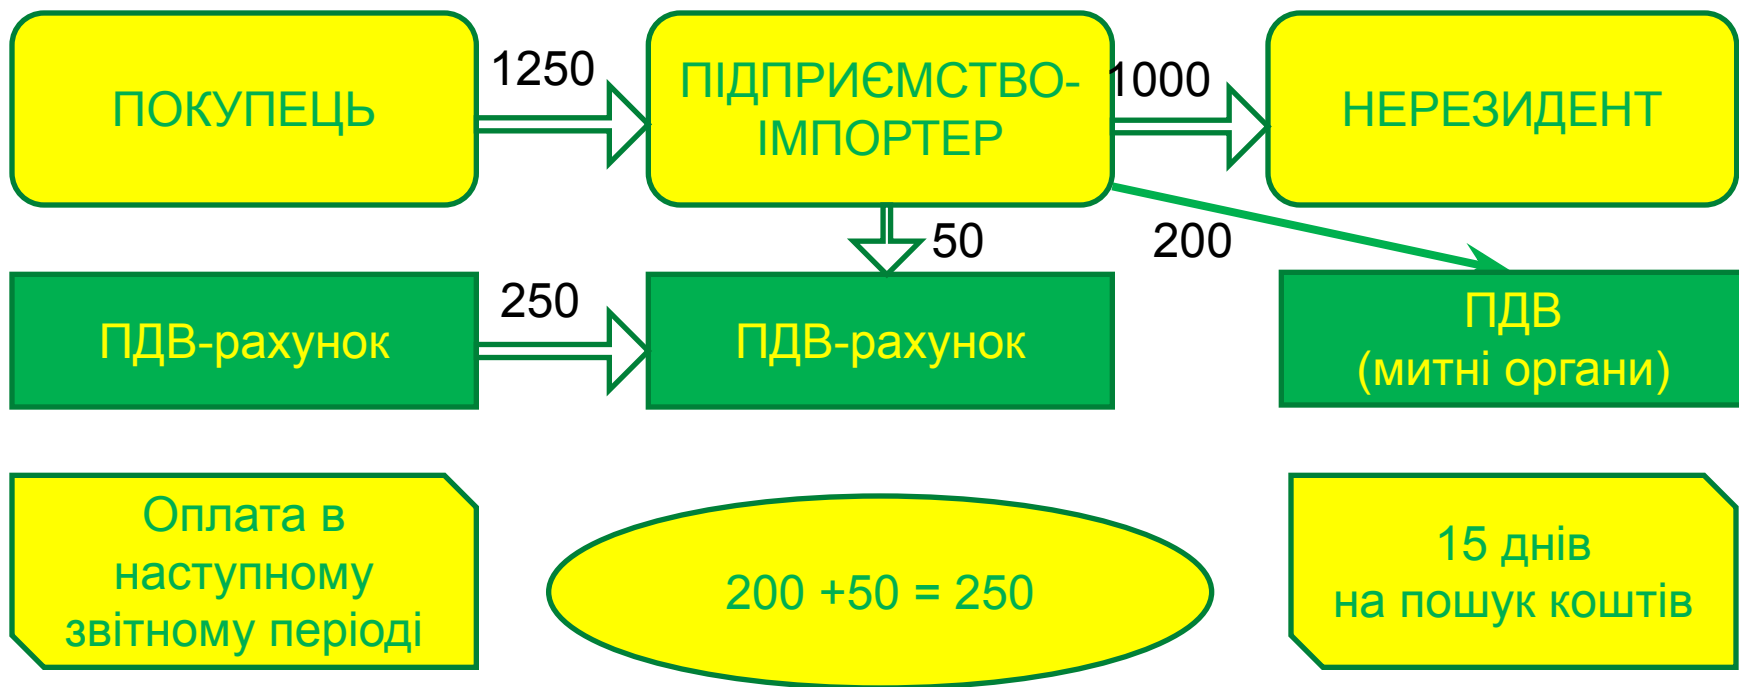 ПОКУПЕЦЬ
1250
ПІДПРИЄМСТВО-
ІМПОРТЕР
1000
НЕРЕЗИДЕНТ
50
200
ПДВ-рахунок
250
ПДВ-рахунок
ПДВ
(митні органи)
Оплата в
наступному
звітному періоді
200 +50 = 250
15 днів
на пошук коштів